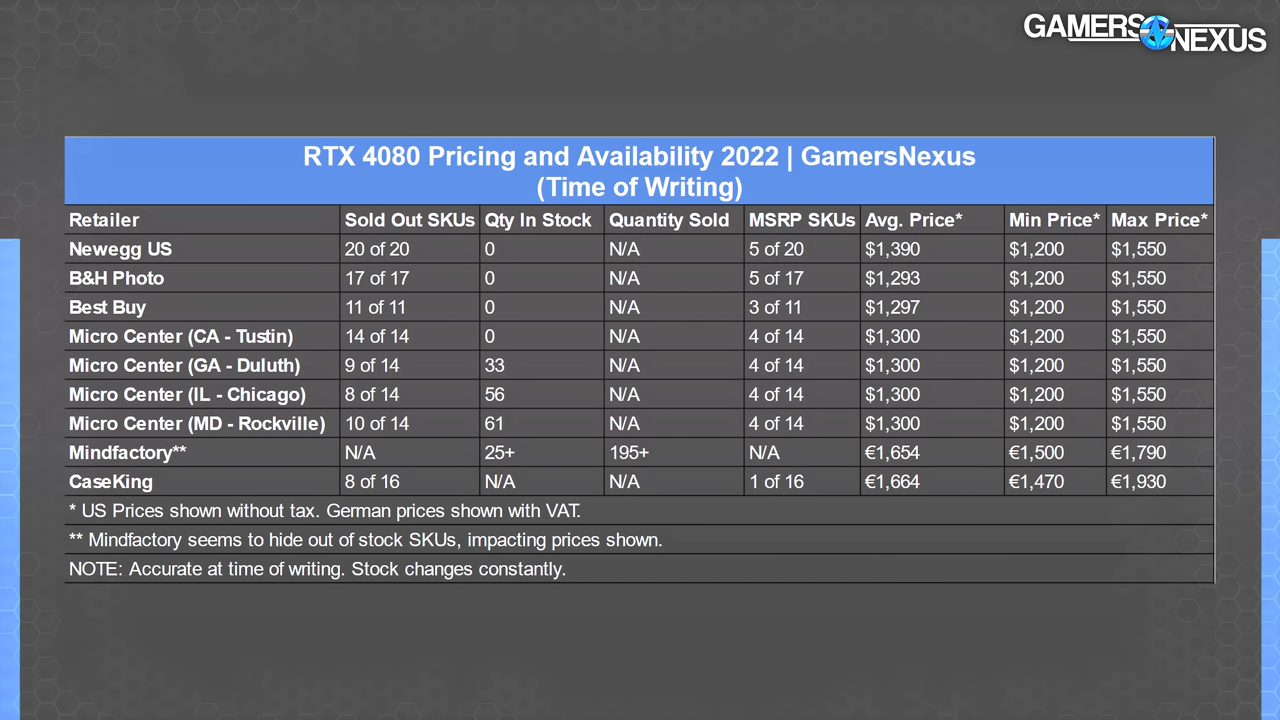 GAMERS NEXUS
RTX 4080 Pricing and Availability 2022 | GamersNexus
(Time of Writing)
Retailer Sold Out SKUs Qty In Stock Quantity Sold MSRP SKUs Avg. Price* Min Price* Max Price*
Newegg US 20 of 20 0 N/A 5 of 20 $1,390 $1,200 $1,550
B&H Photo 17 of 17 0 N/A 5 of 17 $1,293 $1,200 $1,550
Best Buy 11 of 11 0 N/A 3 of 11 $1,297 $1,200 $1,550
Micro Center (CA - Tustin) 14 of 14 0 N/A 4 of 14 $1,300 $1,200 $1,550
Micro Center (GA - Duluth) 9 of 14 33 N/A 4 of 14 $1,300 $1,200 $1,550
Micro Center (IL - Chicago) 8 of 14 56 N/A 4 of 14 $1,300 $1,200 $1,550
Micro Center (MD - Rockville) 10 of 14 61 N/A 4 of 14 $1,300 $1,200 $1,550
Mindfactory** N/A 25+ 195+ N/A €1,654 €1,500 €1,790
CaseKing 8 of 16 N/A N/A 1 of 16 €1,664 €1,470 €1,930
* US Prices shown without tax. German prices shown with VAT.
** Mindfactory seems to hide out of stock SKUs, impacting prices shown.
NOTE: Accurate at time of writing. Stock changes constantly.